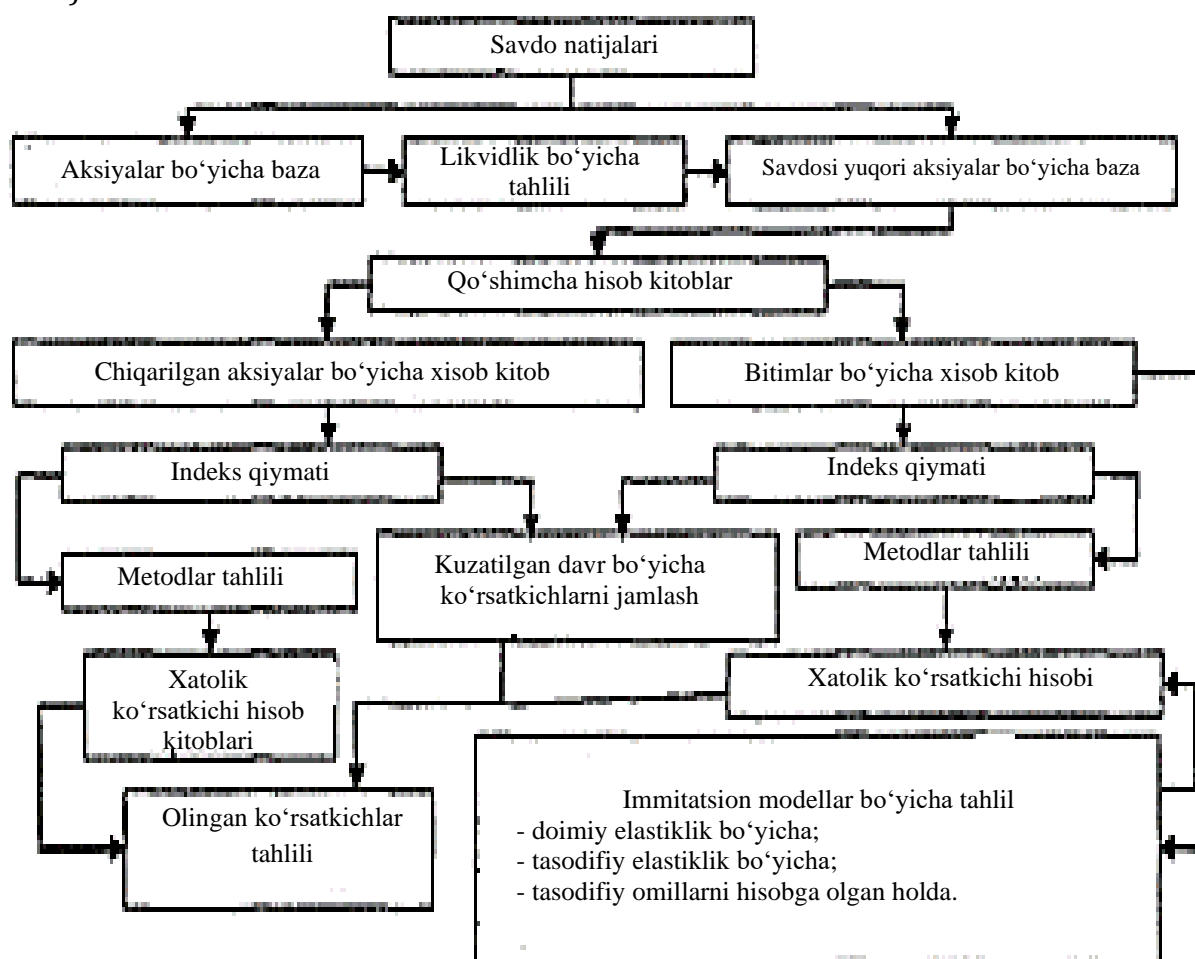 Savdo natijalari
Aksiyalar bo‘yicha baza
Likvidlik bo‘yicha
tahlili
Savdosi yuqori aksiyalar bo‘yicha baza
Qo‘shimcha hisob kitoblar
Chiqarilgan aksiyalar bo‘yicha xisob kitob
Bitimlar bo‘yicha xisob kitob
Indeks qiymati
Indeks qiymati
Metodlar tahlili
Kuzatilgan davr bo‘yicha
ko‘rsatkichlarni jamlash
Metodlar tahlili
Xatolik
ko‘rsatkichi hisob
kitoblari
Xatolik ko‘rsatkichi hisobi
Olingan ko‘rsatkichlar
tahlili
Immitatsion modellar bo‘yicha tahlil
- doimiy elastiklik bo‘yicha;
- tasodifiy elastiklik bo‘yicha;
- tasodifiy omillarni hisobga olgan holda.